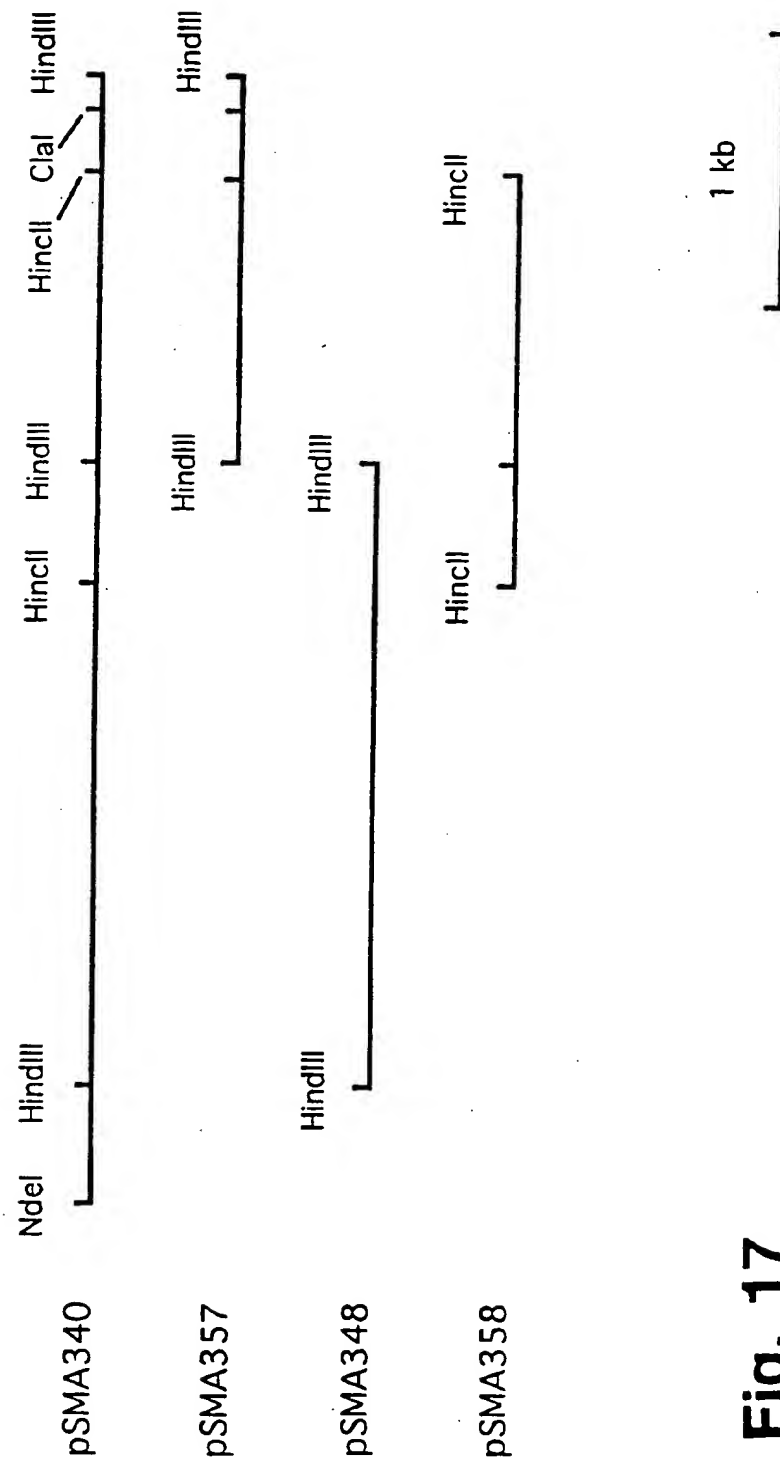 NdeI HindIII HincII HindIII HincII ClaI HindIII
pSMA340
HindIII HindIII
pSMA357
HindIII HindIII
pSMA348
HincII HincII
pSMA358
1 kb
Fig. 17